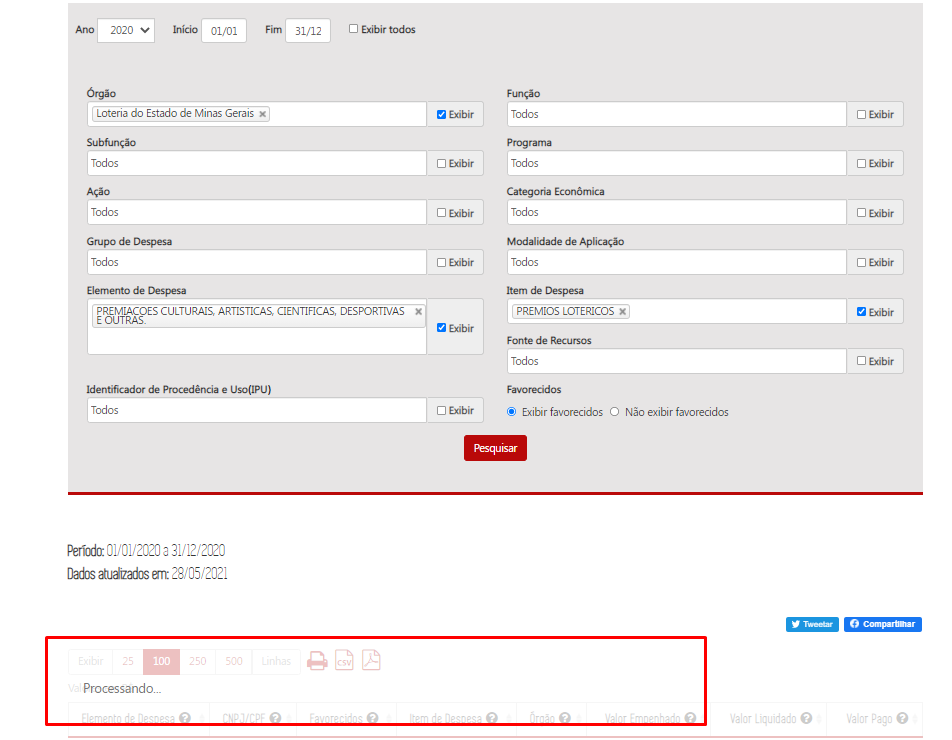 Ano 2020 Início 01/01 Fim 31/12 Exibir todos
Órgão
Loteria do Estado de Minas Gerais × Exibir
Função
Todos Exibir
Subfunção
Todos Exibir
Programa
Todos Exibir
Ação
Todos Exibir
Categoria Econômica
Todos Exibir
Grupo de Despesa
Todos Exibir
Modalidade de Aplicação
Todos Exibir
Elemento de Despesa
PREMIACOES CULTURAIS, ARTISTICAS, CIENTIFICAS, DESPORTIVAS ×
E OUTRAS.
Exibir
Item de Despesa
PREMIOS LOTERICOS × Exibir
Fonte de Recursos
Todos Exibir
Identificador de Procedência e Uso(IPU)
Todos Exibir
Favorecidos
Exibir favorecidos Não exibir favorecidos
Pesquisar
Período: 01/01/2020 a 31/12/2020
Dados atualizados em: 28/05/2021
Tweetar Compartilhar
Exibir 25 100 250 500 Linhas CSV
Val Processando...
Elemento de Despesa ? CNPJ/CPF ? Favorecidos ? Item de Despesa ? Órgão ? Valor Empenhado ? Valor Liquidado ? Valor Pago ?